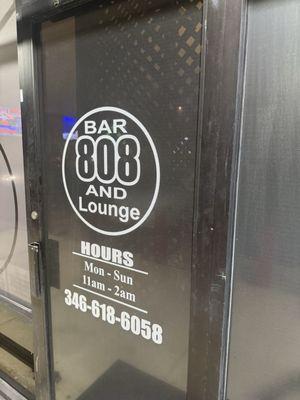 BAR
808
AND
Lounge
HOURS
Mon - Sun
11am - 2am
346-618-6058